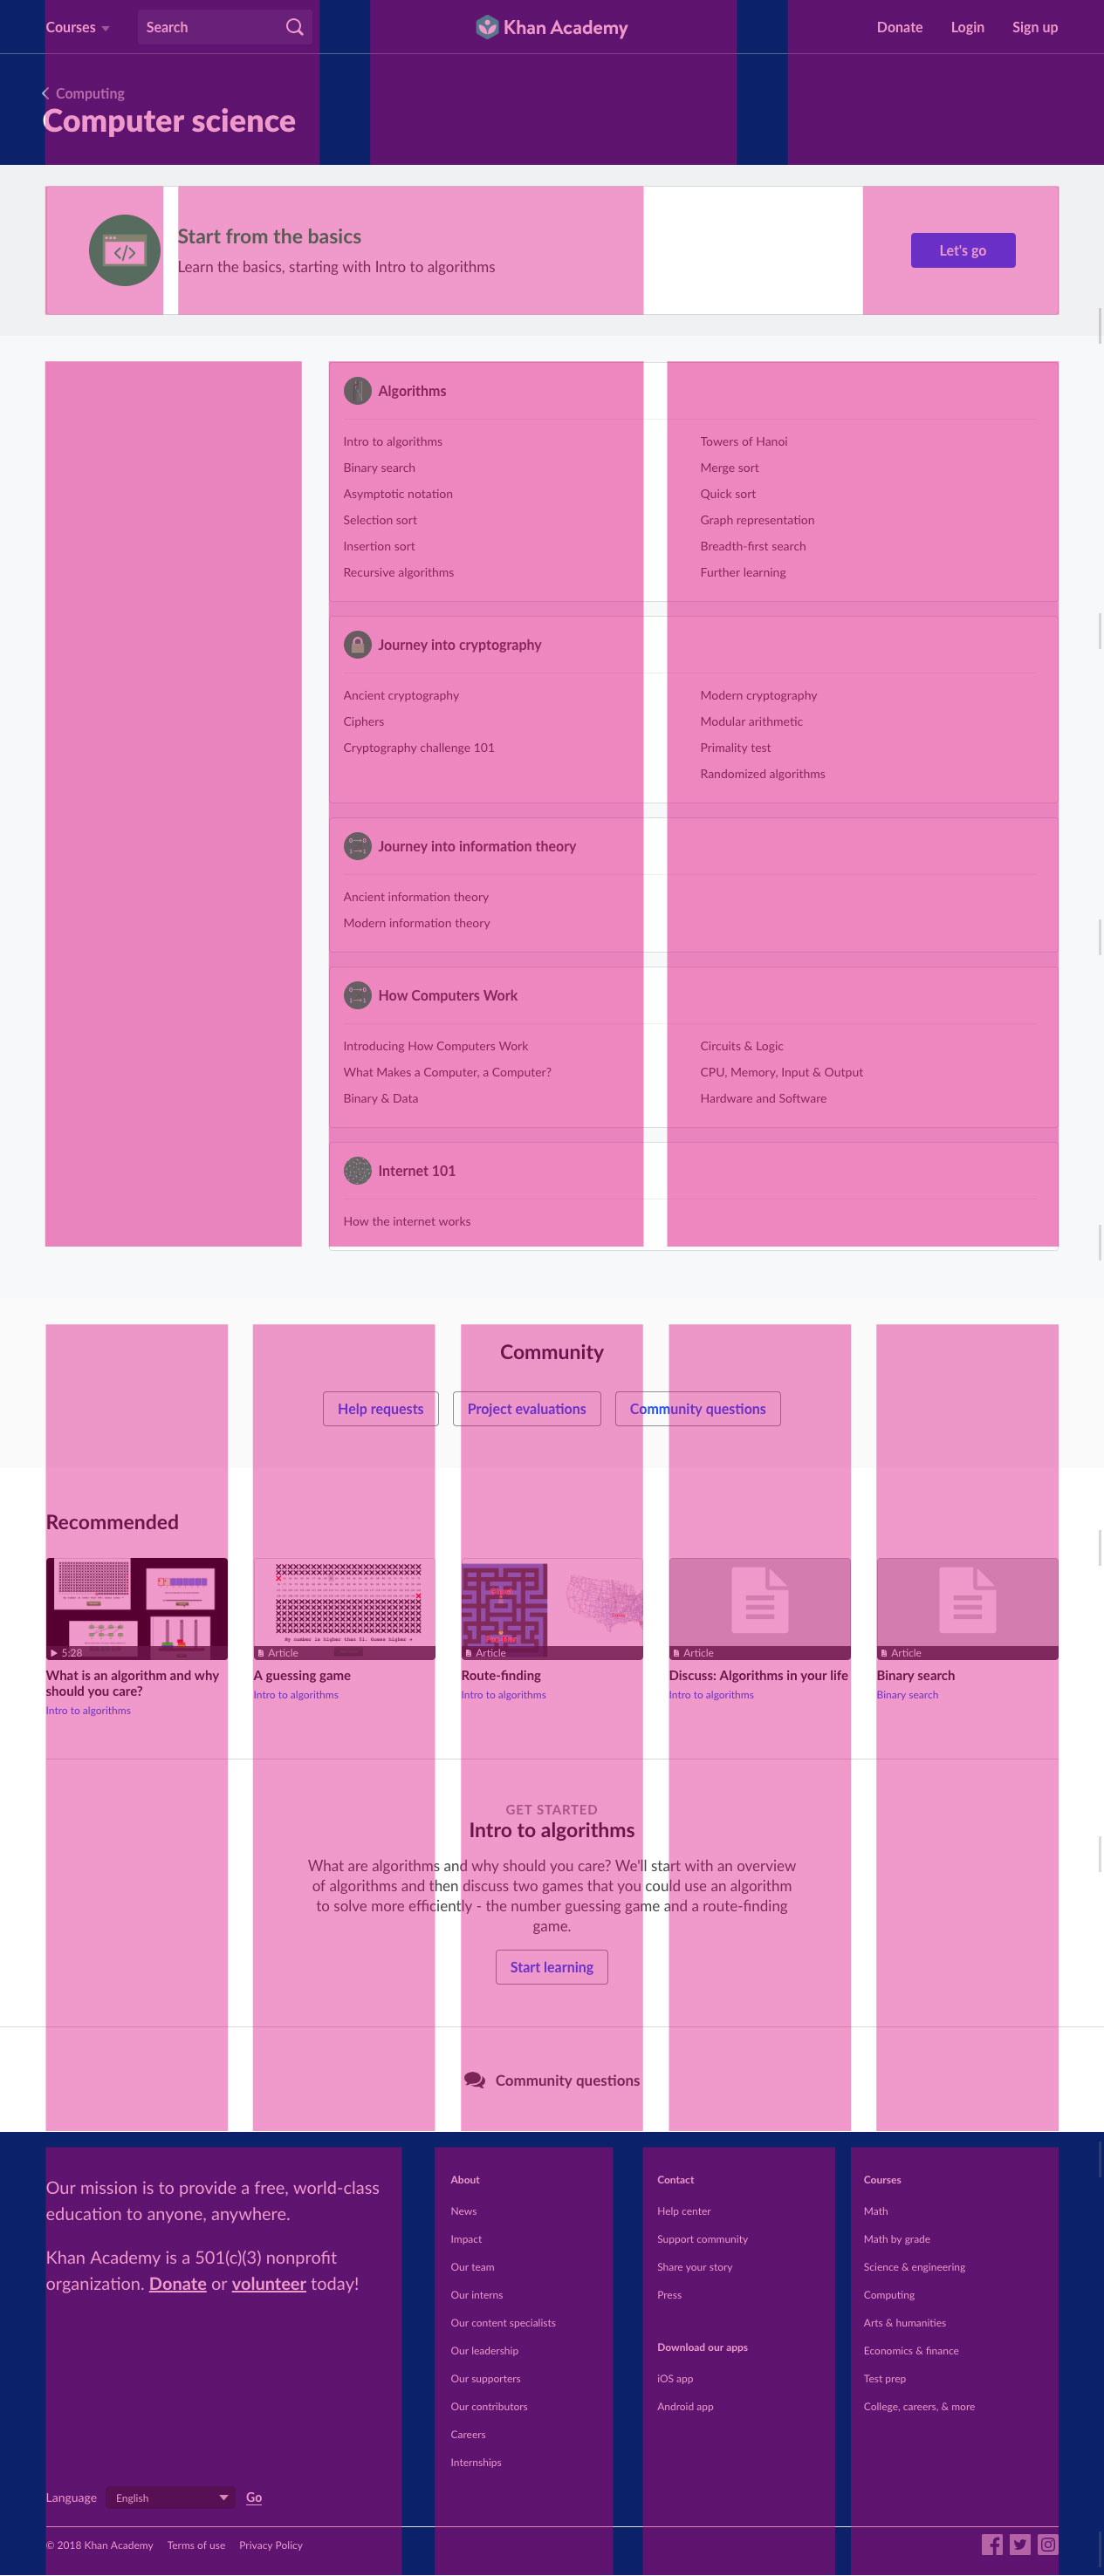 Courses
Search
Khan Academy
Donate
Login
Sign up
Computing
Computer science
Start from the basics
Learn the basics, starting with Intro to algorithms
Let's go
Algorithms
Intro to algorithms
Binary search
Asymptotic notation
Selection sort
Insertion sort
Recursive algorithms
Towers of Hanoi
Merge sort
Quick sort
Graph representation
Breadth-first search
Further learning
Journey into cryptography
Ancient cryptography
Ciphers
Cryptography challenge 101
Modern cryptography
Modular arithmetic
Primality test
Randomized algorithms
Journey into information theory
Ancient information theory
Modern information theory
How Computers Work
Introducing How Computers Work
What Makes a Computer, a Computer?
Binary & Data
Circuits & Logic
CPU, Memory, Input & Output
Hardware and Software
Internet 101
How the internet works
Community
Help requests
Project evaluations
Community questions
Recommended
5:28
What is an algorithm and why
should you care?
Intro to algorithms
My number is higher than 51. Guess higher
Article
A guessing game
Intro to algorithms
Article
Route-finding
Intro to algorithms
Article
Discuss: Algorithms in your life
Intro to algorithms
Article
Binary search
Binary search
GET STARTED
Intro to algorithms
What are algorithms and why should you care? We'll start with an overview
of algorithms and then discuss two games that you could use an algorithm
to solve more efficiently - the number guessing game and a route-finding
game.
Start learning
Community questions
Our mission is to provide a free, world-class
education to anyone, anywhere.
Khan Academy is a 501(c)(3) nonprofit
organization. Donate or volunteer today!
About
News
Impact
Our team
Our interns
Our content specialists
Our leadership
Our supporters
Our contributors
Careers
Internships
Contact
Help center
Support community
Share your story
Press
Download our apps
iOS app
Android app
Courses
Math
Math by grade
Science & engineering
Computing
Arts & humanities
Economics & finance
Test prep
College, careers, & more
Language
English
Go
© 2018 Khan Academy
Terms of use
Privacy Policy